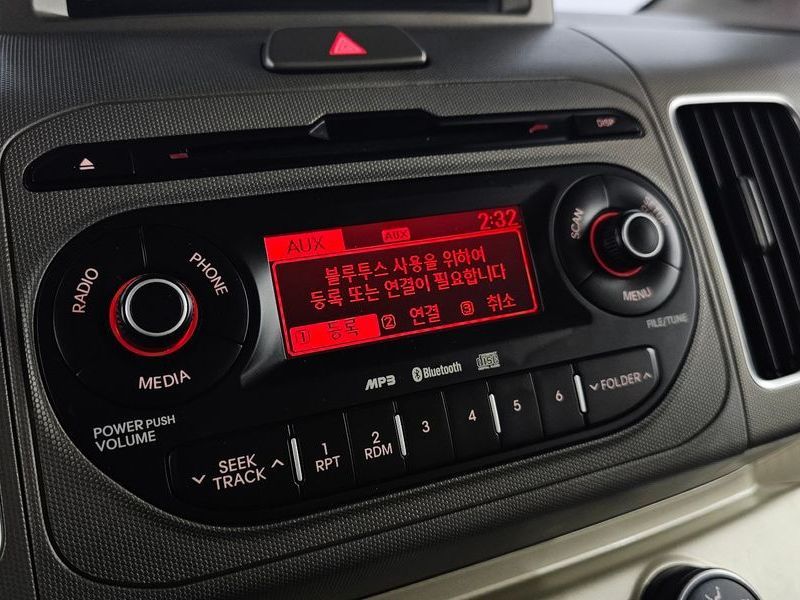 DISP
AUX
AUX
2:32
블루투스 사용을 위하여
등록 또는 연결이 필요합니다
1 등록 2 연결 3 취소
RADIO
PHONE
MEDIA
POWER PUSH
VOLUME
SCAN
SETUP
MENU
FILE/TUNE
MP3 Bluetooth disc
SEEK
TRACK
1
RPT
2
RDM
3
4
5
6
FOLDER